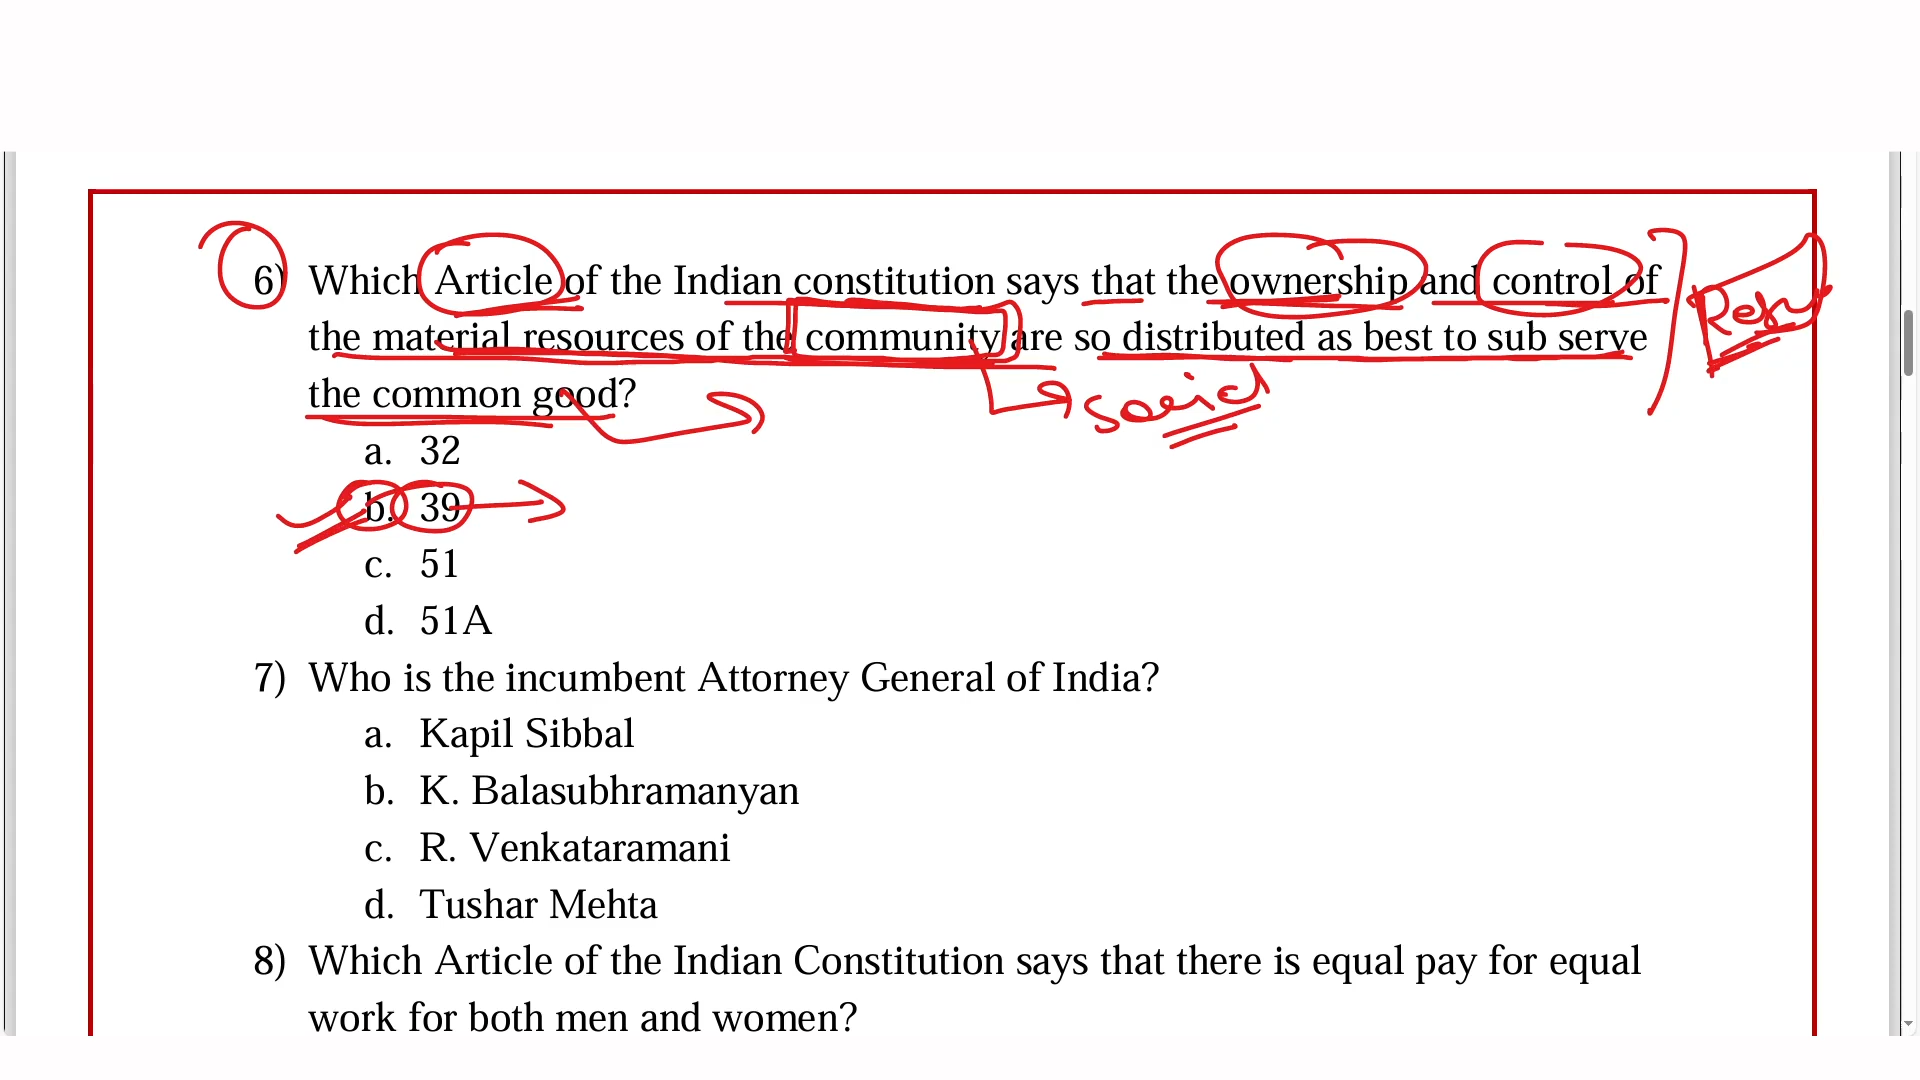 6) Which Article of the Indian constitution says that the ownership and control of
the material resources of the community are so distributed as best to sub serve
the common good?
social
a. 32
b. 39
c. 51
d. 51A
7) Who is the incumbent Attorney General of India?
a. Kapil Sibbal
b. K. Balasubhramanyan
c. R. Venkataramani
d. Tushar Mehta
8) Which Article of the Indian Constitution says that there is equal pay for equal
work for both men and women?